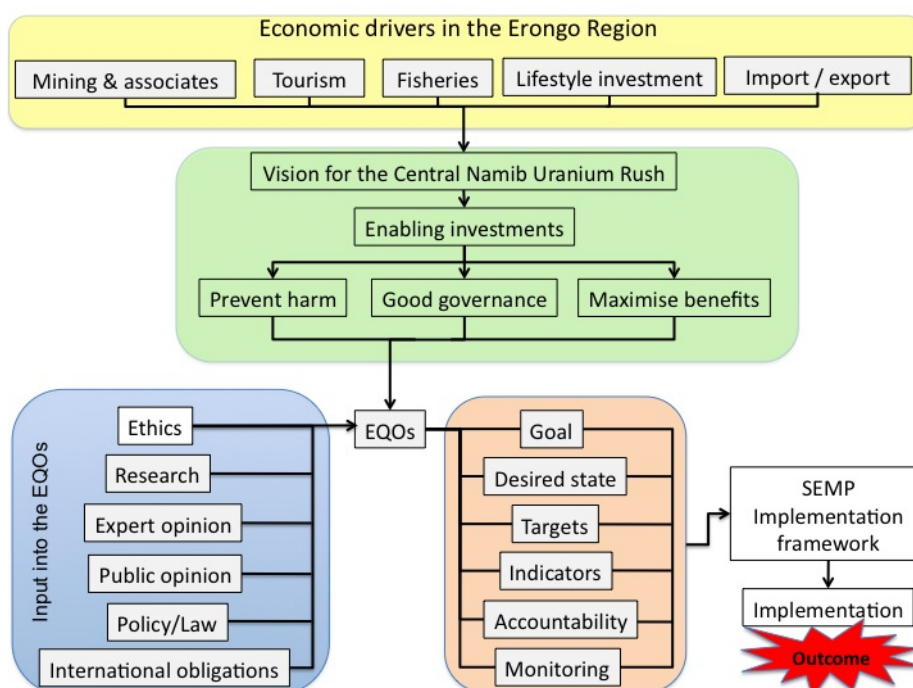 Economic drivers in the Erongo Region
Mining & associates
Tourism
Fisheries
Lifestyle investment
Import / export
Vision for the Central Namib Uranium Rush
Enabling investments
Prevent harm
Good governance
Maximise benefits
Input into the EQOs
Ethics
Research
Expert opinion
Public opinion
Policy/Law
International obligations
EQOs
Goal
Desired state
Targets
Indicators
Accountability
Monitoring
SEMP
Implementation
framework
Implementation
Outcome